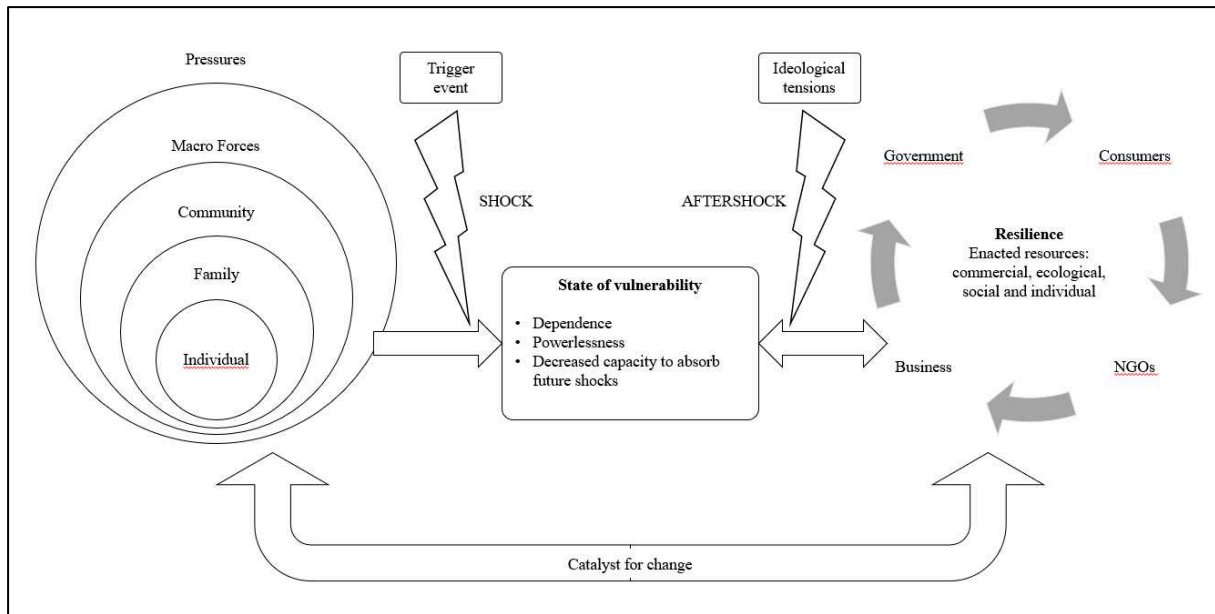 Pressures
Macro Forces
Community
Family
Individual
Trigger
event
SHOCK
State of vulnerability
• Dependence
• Powerlessness
• Decreased capacity to absorb
future shocks
Ideological
tensions
AFTERSHOCK
Government
Consumers
Resilience
Enacted resources:
commercial, ecological,
social and individual
Business
NGOs
Catalyst for change